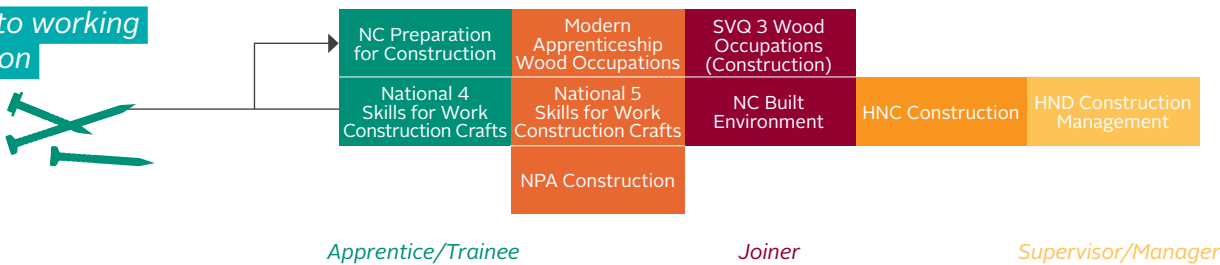 to working
on
NC Preparation
for Construction
Modern
Apprenticeship
Wood Occupations
SVQ 3 Wood
Occupations
(Construction)
National 4
Skills for Work
Construction Crafts
National 5
Skills for Work
Construction Crafts
NC Built
Environment
HNC Construction
HND Construction
Management
NPA Construction
Apprentice/Trainee
Joiner
Supervisor/Manager